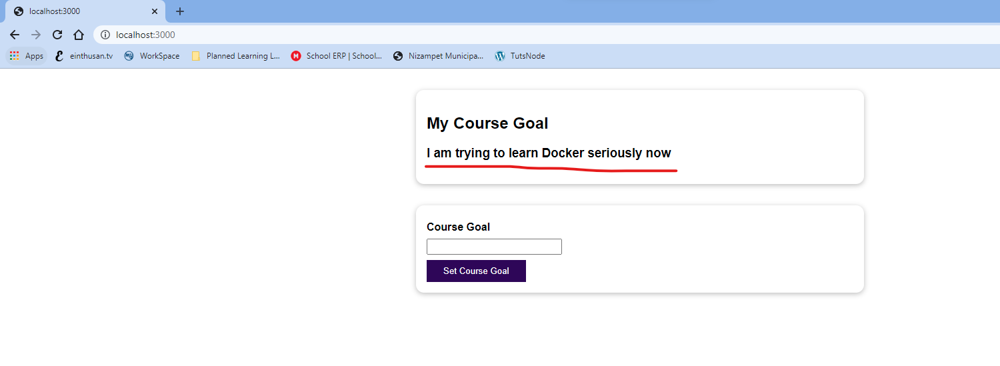 localhost:3000
localhost:3000
Apps einthusan.tv WorkSpace Planned Learning L... School ERP | School... Nizampet Municipa... TutsNode
My Course Goal
I am trying to learn Docker seriously now
Course Goal
Set Course Goal